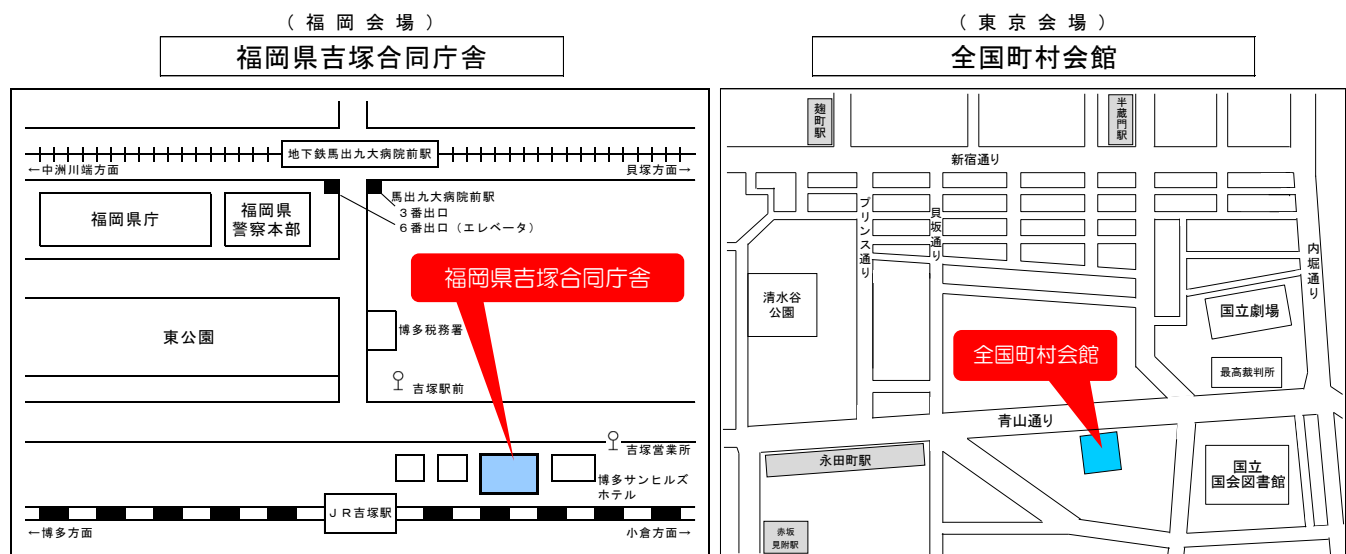 (福岡会場)
福岡県吉塚合同庁舎
地下鉄馬出九大病院前駅
←中洲川端方面
貝塚方面→
福岡県庁
福岡県
警察本部
馬出九大病院前駅
3番出口
6番出口(エレベータ)
福岡県吉塚合同庁舎
東公園
博多税務署
吉塚駅前
吉塚営業所
博多サンヒルズ
ホテル
JR吉塚駅
←博多方面
小倉方面→
(東京会場)
全国町村会館
麹町駅
半蔵門駅
新宿通り
プリンス通り
貝坂通り
内堀通り
清水谷
公園
国立劇場
全国町村会館
最高裁判所
青山通り
永田町駅
国立
国会図書館
赤坂
見附駅